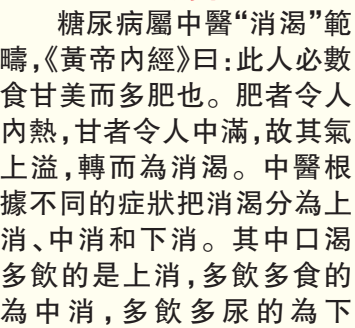 糖尿病屬中醫“消渴”範
疇，《黃帝內經》曰：此人必數
食甘美而多肥也。肥者令人
內熱，甘者令人中滿，故其氣
上溢，轉而為消渴。中醫根
據不同的症狀把消渴分為上
消、中消和下消。其中口渴
多飲的是上消，多飲多食的
為中消，多飲多尿的為下